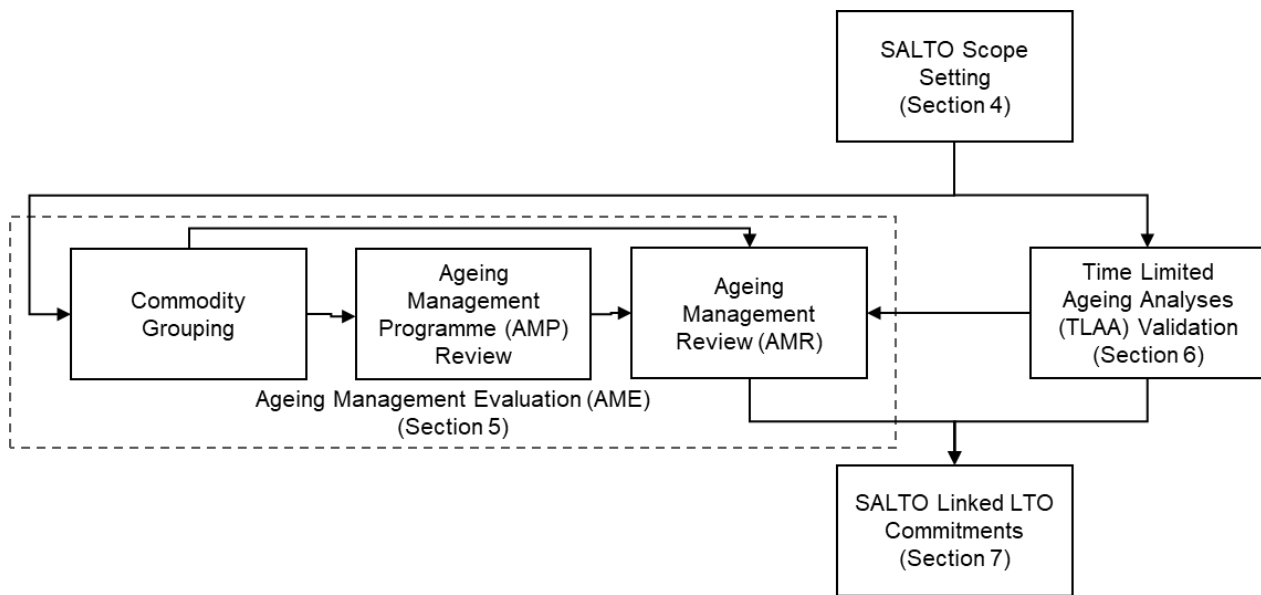 SALTO Scope
Setting
(Section 4)
Commodity
Grouping
Ageing
Management
Programme (AMP)
Review
Ageing
Management
Review (AMR)
Time Limited
Ageing Analyses
(TLAA) Validation
(Section 6)
Ageing Management Evaluation (AME)
(Section 5)
SALTO Linked LTO
Commitments
(Section 7)